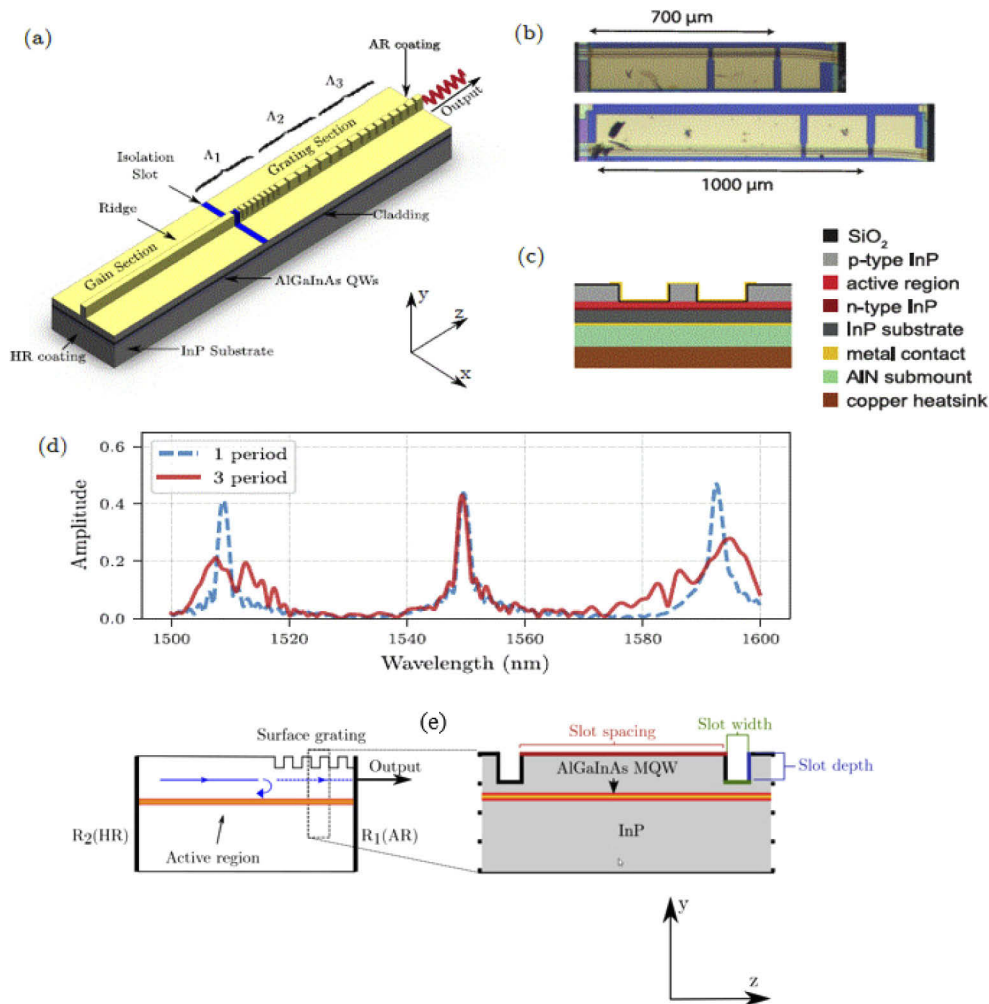 (a)
AR coating
Output
Λ3
Λ2
Λ1
Grating Section
Isolation
Slot
Ridge
Gain Section
Cladding
AlGaInAs QWs
HR coating
InP Substrate
y
z
x
(b)
700 μm
1000 μm
(c)
SiO2
p-type InP
active region
n-type InP
InP substrate
metal contact
AlN submount
copper heatsink
(d)
1 period
3 period
Amplitude
0.6
0.4
0.2
0.0
1500 1520 1540 1560 1580 1600
Wavelength (nm)
(e)
Surface grating
Output
R2(HR)
R1(AR)
Active region
Slot width
Slot spacing
Slot depth
AlGaInAs MQW
InP
y
z